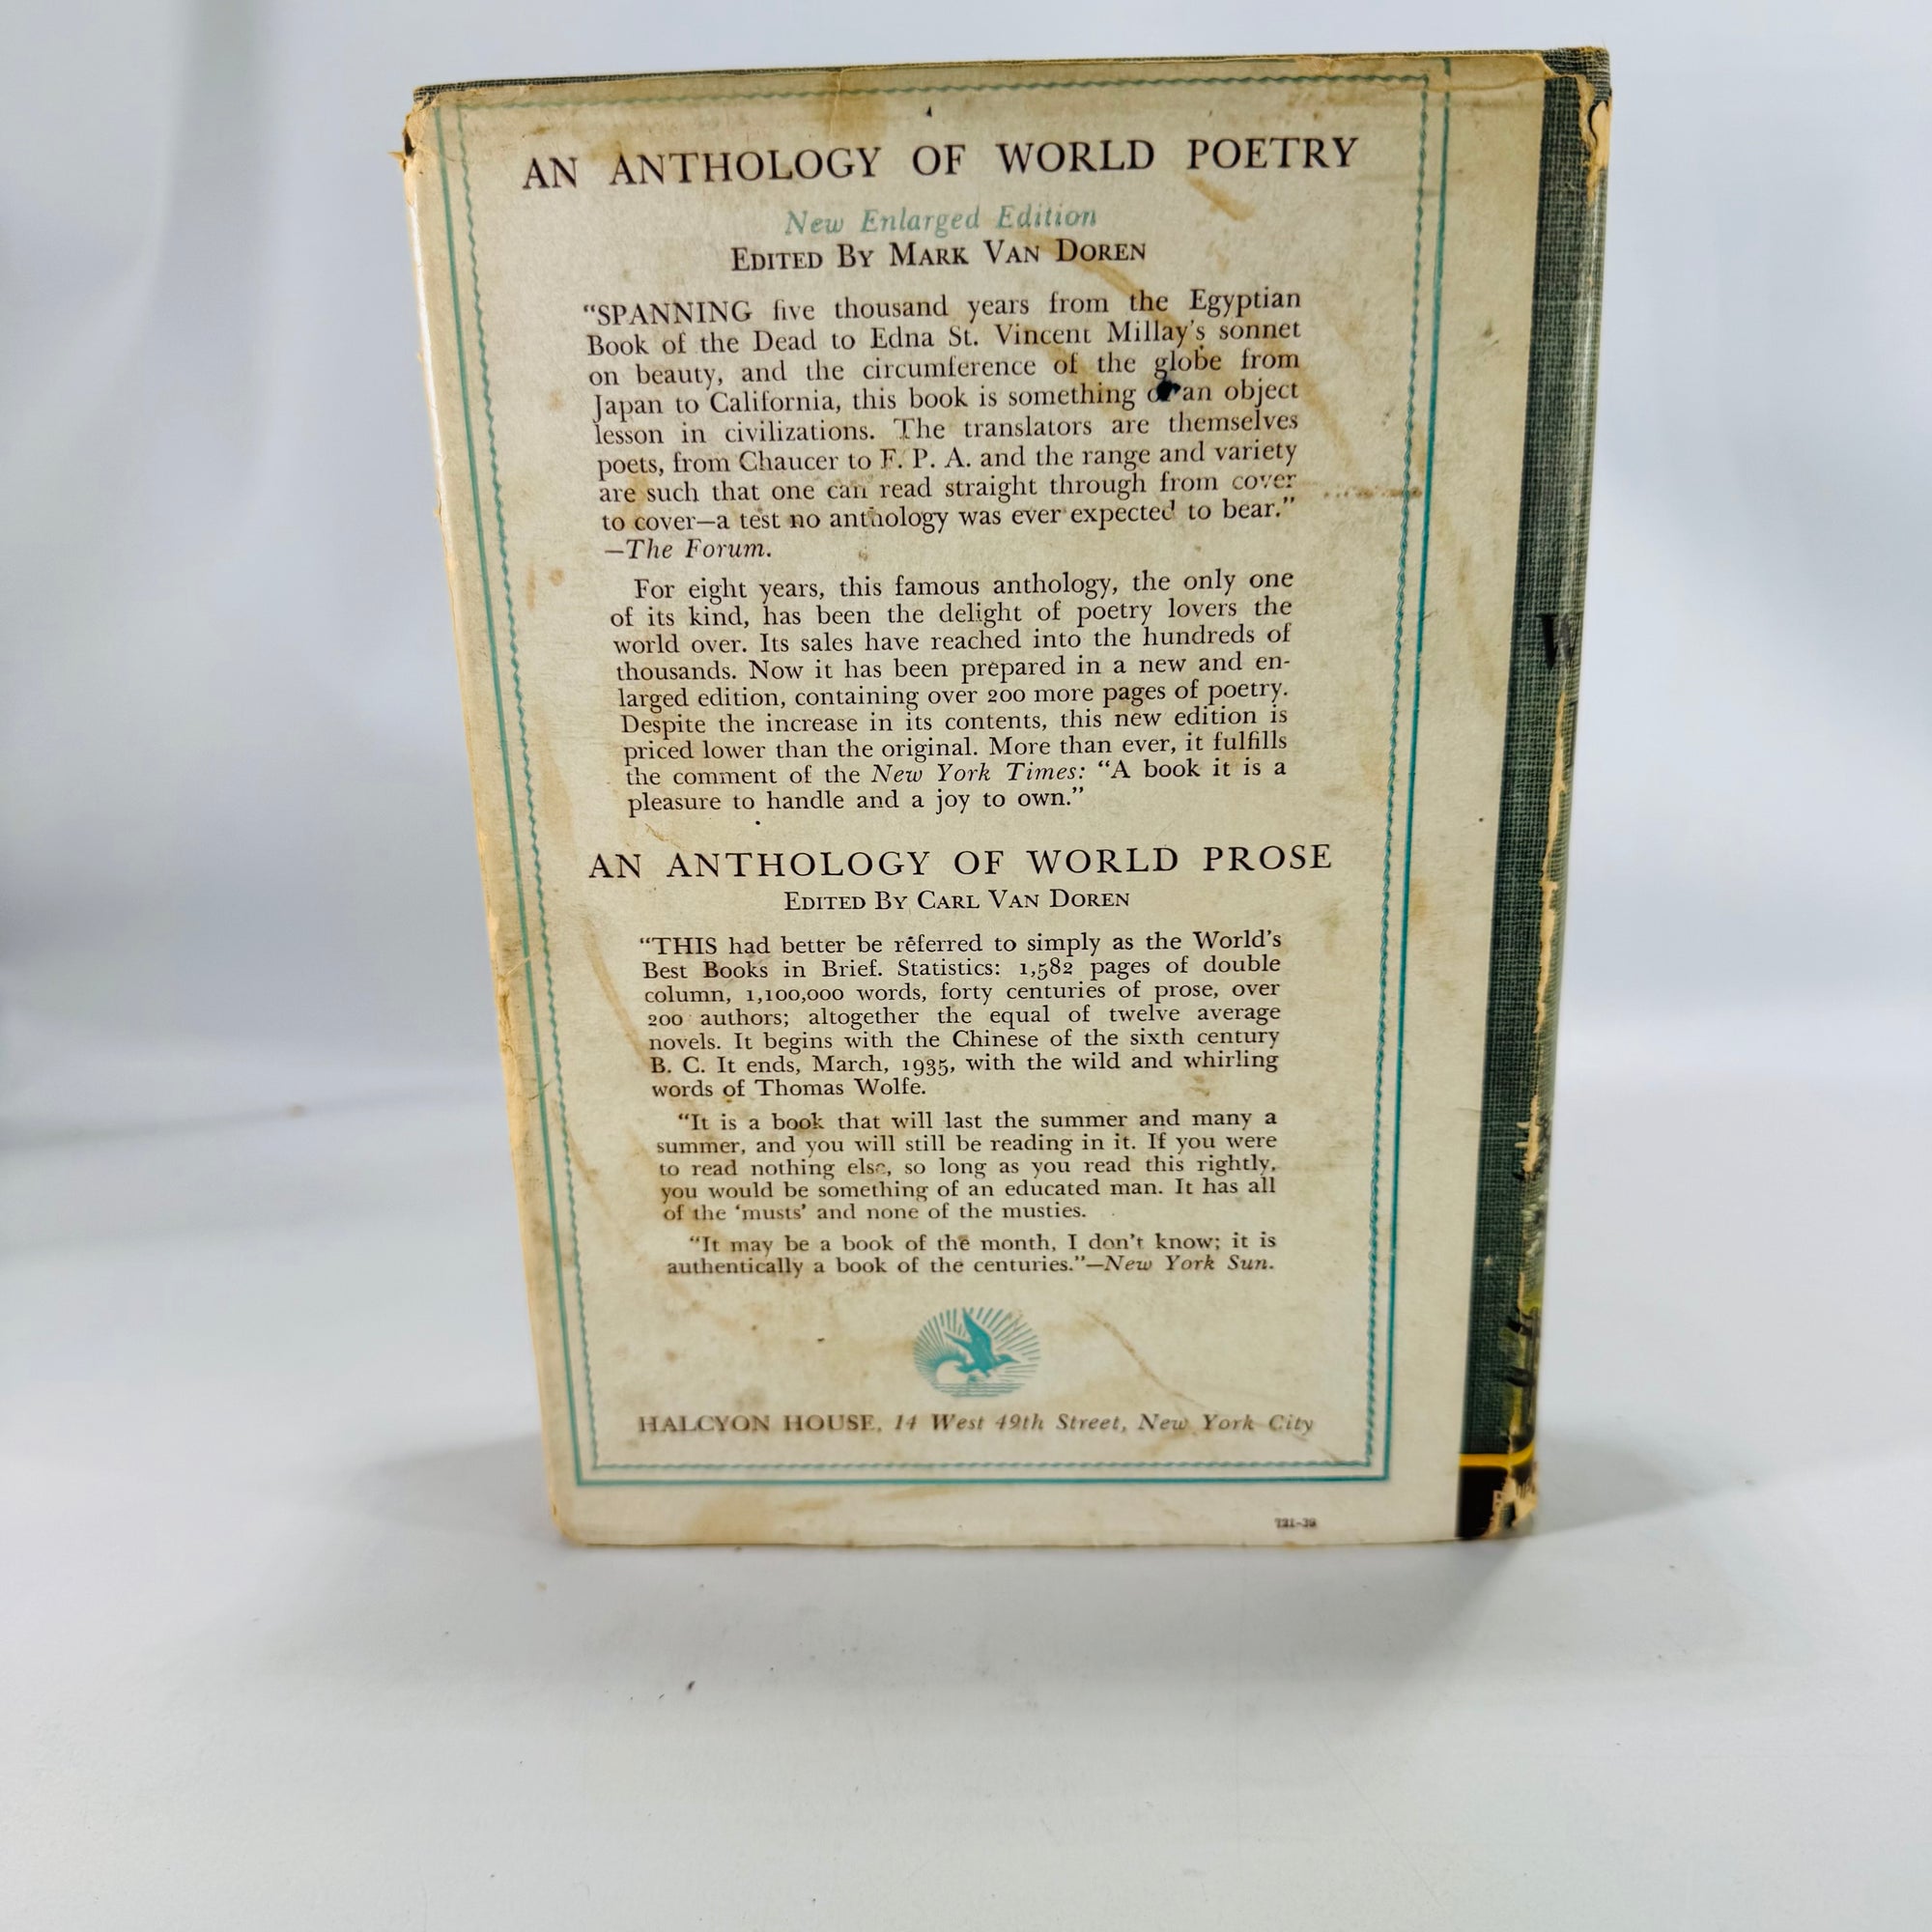 AN ANTHOLOGY OF WORLD POETRY
New Enlarged Edition
EDITED BY MARK VAN DOREN
“SPANNING five thousand years from the Egyptian
Book of the Dead to Edna St. Vincent Millay’s sonnet
on beauty, and the circumference of the globe from
Japan to California, this book is something of an object
lesson in civilizations. The translators are themselves
poets, from Chaucer to F. P. A. and the range and variety
are such that one can read straight through from cover
to cover—a test no anthology was ever expected to bear.”
—The Forum.
For eight years, this famous anthology, the only one
of its kind, has been the delight of poetry lovers the
world over. Its sales have reached into the hundreds of
thousands. Now it has been prepared in a new and en-
larged edition, containing over 200 more pages of poetry.
Despite the increase in its contents, this new edition is
priced lower than the original. More than ever, it fulfills
the comment of the New York Times: “A book it is a
pleasure to handle and a joy to own.”
AN ANTHOLOGY OF WORLD PROSE
EDITED BY CARL VAN DOREN
“THIS had better be referred to simply as the World’s
Best Books in Brief. Statistics: 1,582 pages of double
column, 1,100,000 words, forty centuries of prose, over
200 authors; altogether the equal of twelve average
novels. It begins with the Chinese of the sixth century
B. C. It ends, March, 1935, with the wild and whirling
words of Thomas Wolfe.
“It is a book that will last the summer and many a
summer, and you will still be reading in it. If you were
to read nothing else, so long as you read this rightly,
you would be something of an educated man. It has all
of the ‘musts’ and none of the musties.
“It may be a book of the month, I don’t know; it is
authentically a book of the centuries.”—New York Sun.
HALCYON HOUSE, 14 West 49th Street, New York City
721-39
W